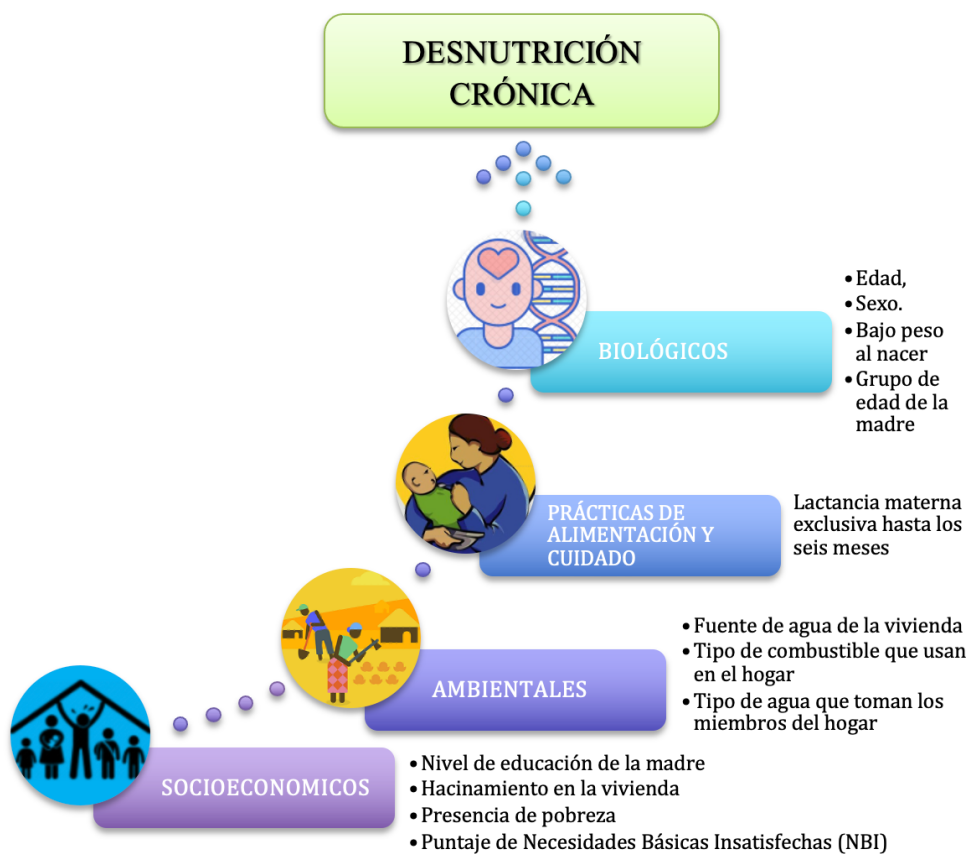 DESNUTRICIÓN
CRÓNICA
BIOLÓGICOS
• Edad,
• Sexo.
• Bajo peso
al nacer
• Grupo de
edad de la
madre
PRÁCTICAS DE
ALIMENTACIÓN Y
CUIDADO
Lactancia materna
exclusiva hasta los
seis meses
AMBIENTALES
• Fuente de agua de la vivienda
• Tipo de combustible que usan
en el hogar
• Tipo de agua que toman los
miembros del hogar
SOCIOECONOMICOS
• Nivel de educación de la madre
• Hacinamiento en la vivienda
• Presencia de pobreza
• Puntaje de Necesidades Básicas Insatisfechas (NBI)